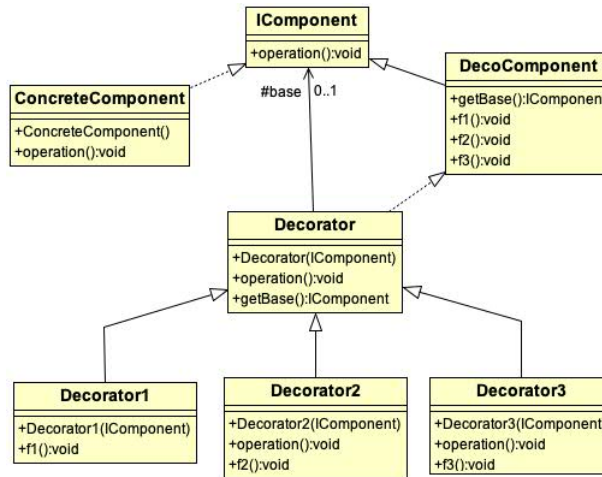 IComponent
+operation():void
DecoComponent
+getBase():IComponent
+f1():void
+f2():void
+f3():void
ConcreteComponent
+ConcreteComponent()
+operation():void
#base 0..1
Decorator
+Decorator(IComponent)
+operation():void
+getBase():IComponent
Decorator1
+Decorator1(IComponent)
+f1():void
Decorator2
+Decorator2(IComponent)
+operation():void
+f2():void
Decorator3
+Decorator3(IComponent)
+operation():void
+f3():void